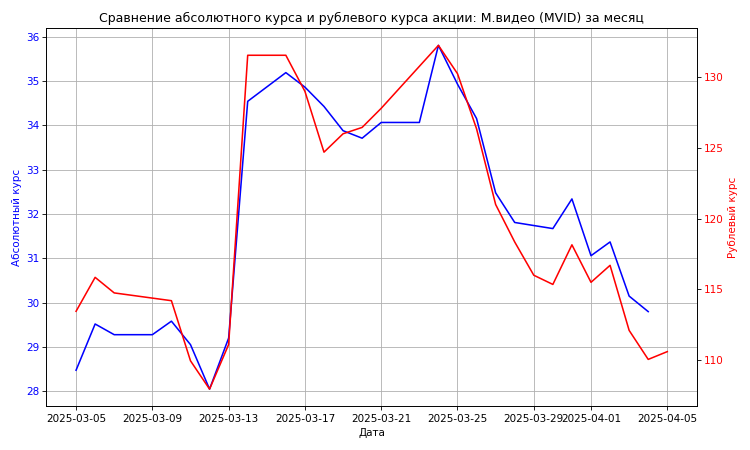 Сравнение абсолютного курса и рублевого курса акции: М.видео (MVID) за месяц
36
35
34
33
32
31
30
29
28
Абсолютный курс
130
125
120
115
110
Рублевый курс
2025-03-05 2025-03-09 2025-03-13 2025-03-17 2025-03-21 2025-03-25 2025-03-29 2025-04-01 2025-04-05
Дата